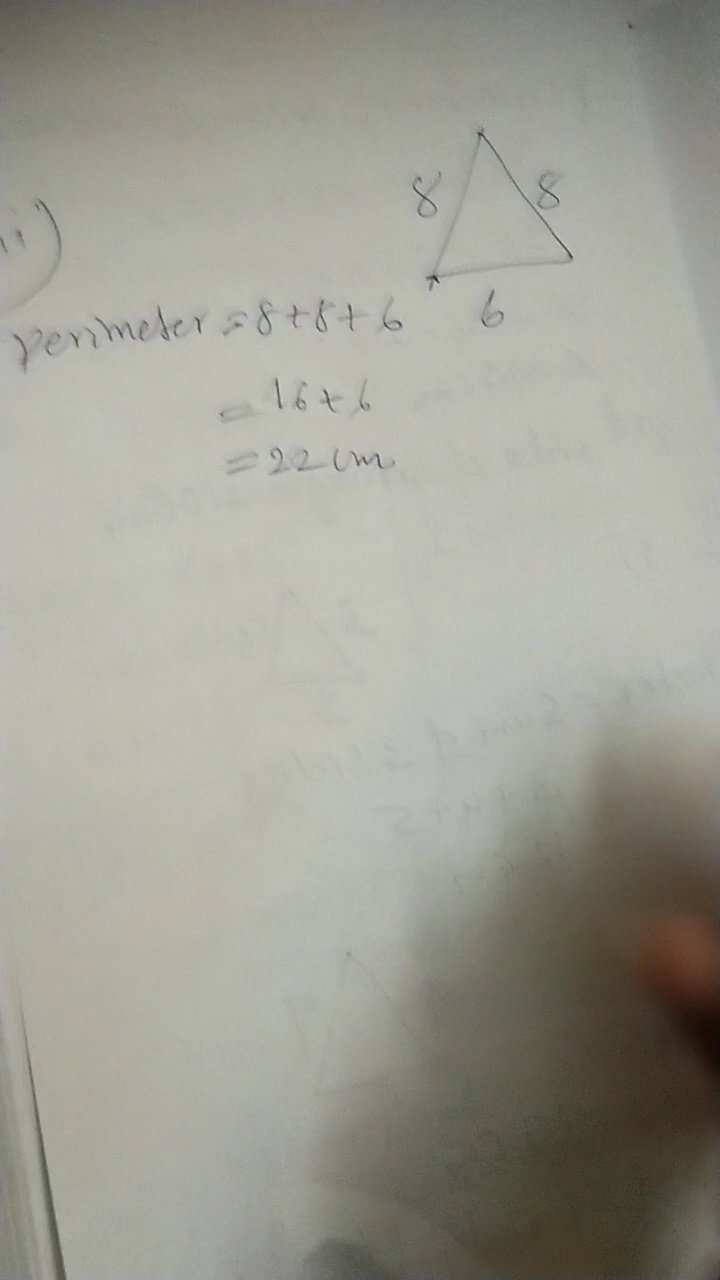 ii)
8
8
6
Perimeter = 8+8+6
= 16+6
= 22 cm